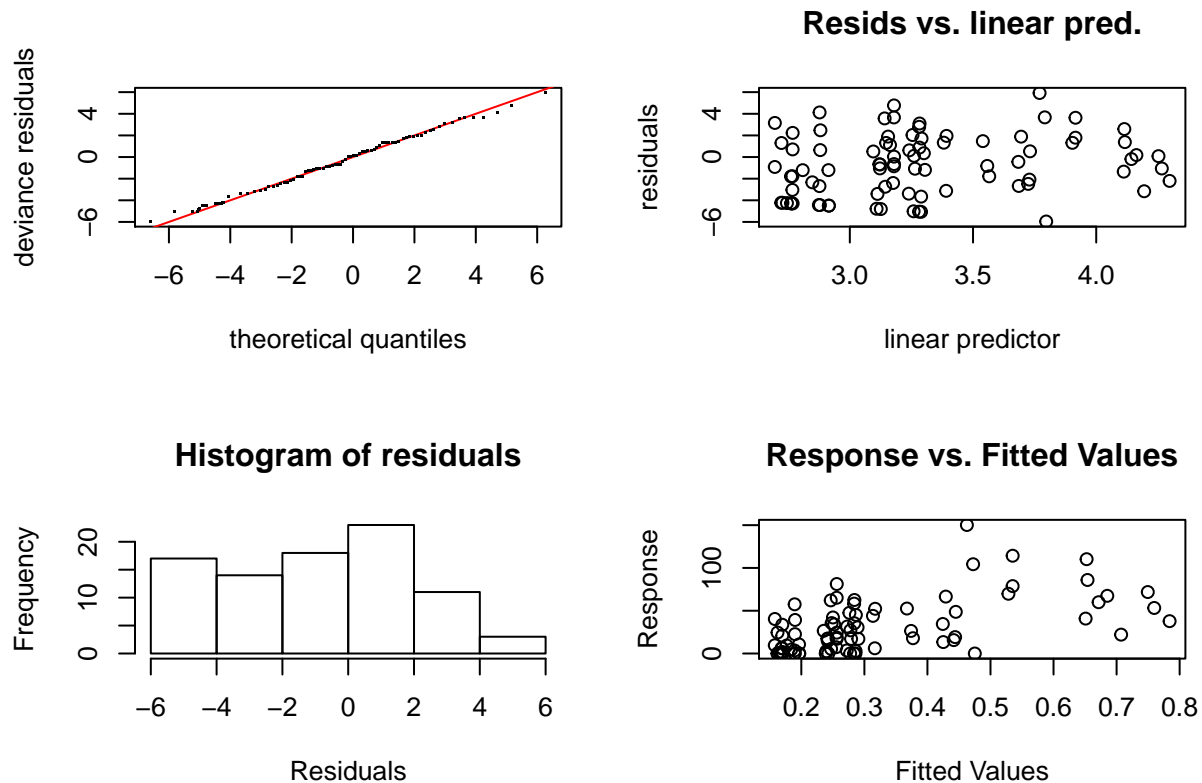 deviance residuals
4
0
−6
−6 −4 −2 0 2 4 6
theoretical quantiles
Resids vs. linear pred.
residuals
4
0
−6
3.0 3.5 4.0
linear predictor
Histogram of residuals
Frequency
20
10
0
−6 −4 −2 0 2 4 6
Residuals
Response vs. Fitted Values
Response
100
0
0.2 0.3 0.4 0.5 0.6 0.7 0.8
Fitted Values